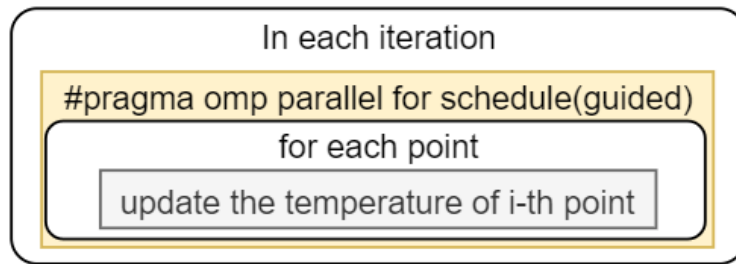 In each iteration
#pragma omp parallel for schedule(guided)
for each point
update the temperature of i-th point